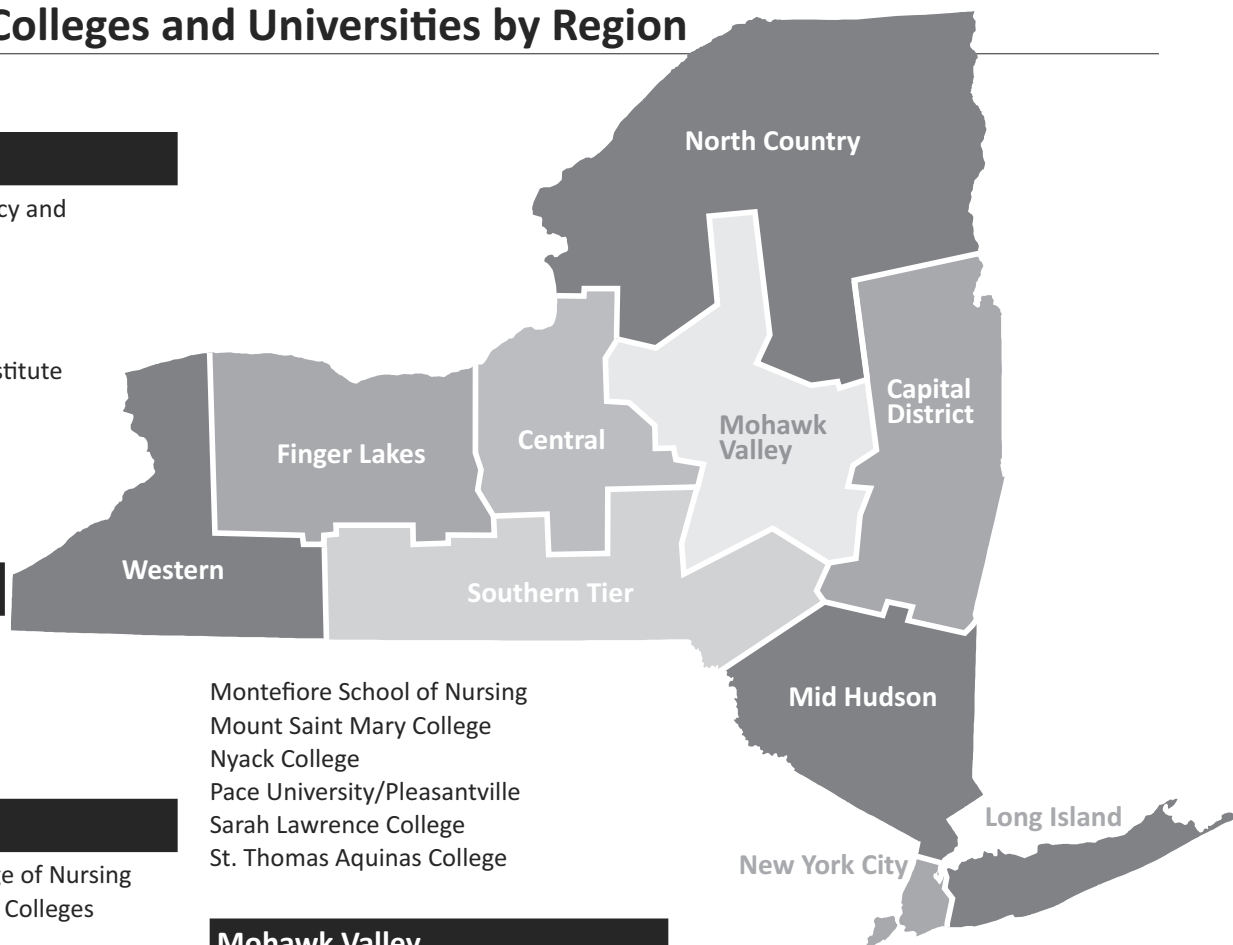 Colleges and Universities by Region
cy and
stitute
ge of Nursing
Colleges
Montefiore School of Nursing
Mount Saint Mary College
Nyack College
Pace University/Pleasantville
Sarah Lawrence College
St. Thomas Aquinas College
Mohawk Valley
North Country
Capital
District
Mohawk
Valley
Central
Finger Lakes
Western
Southern Tier
Mid Hudson
Long Island
New York City